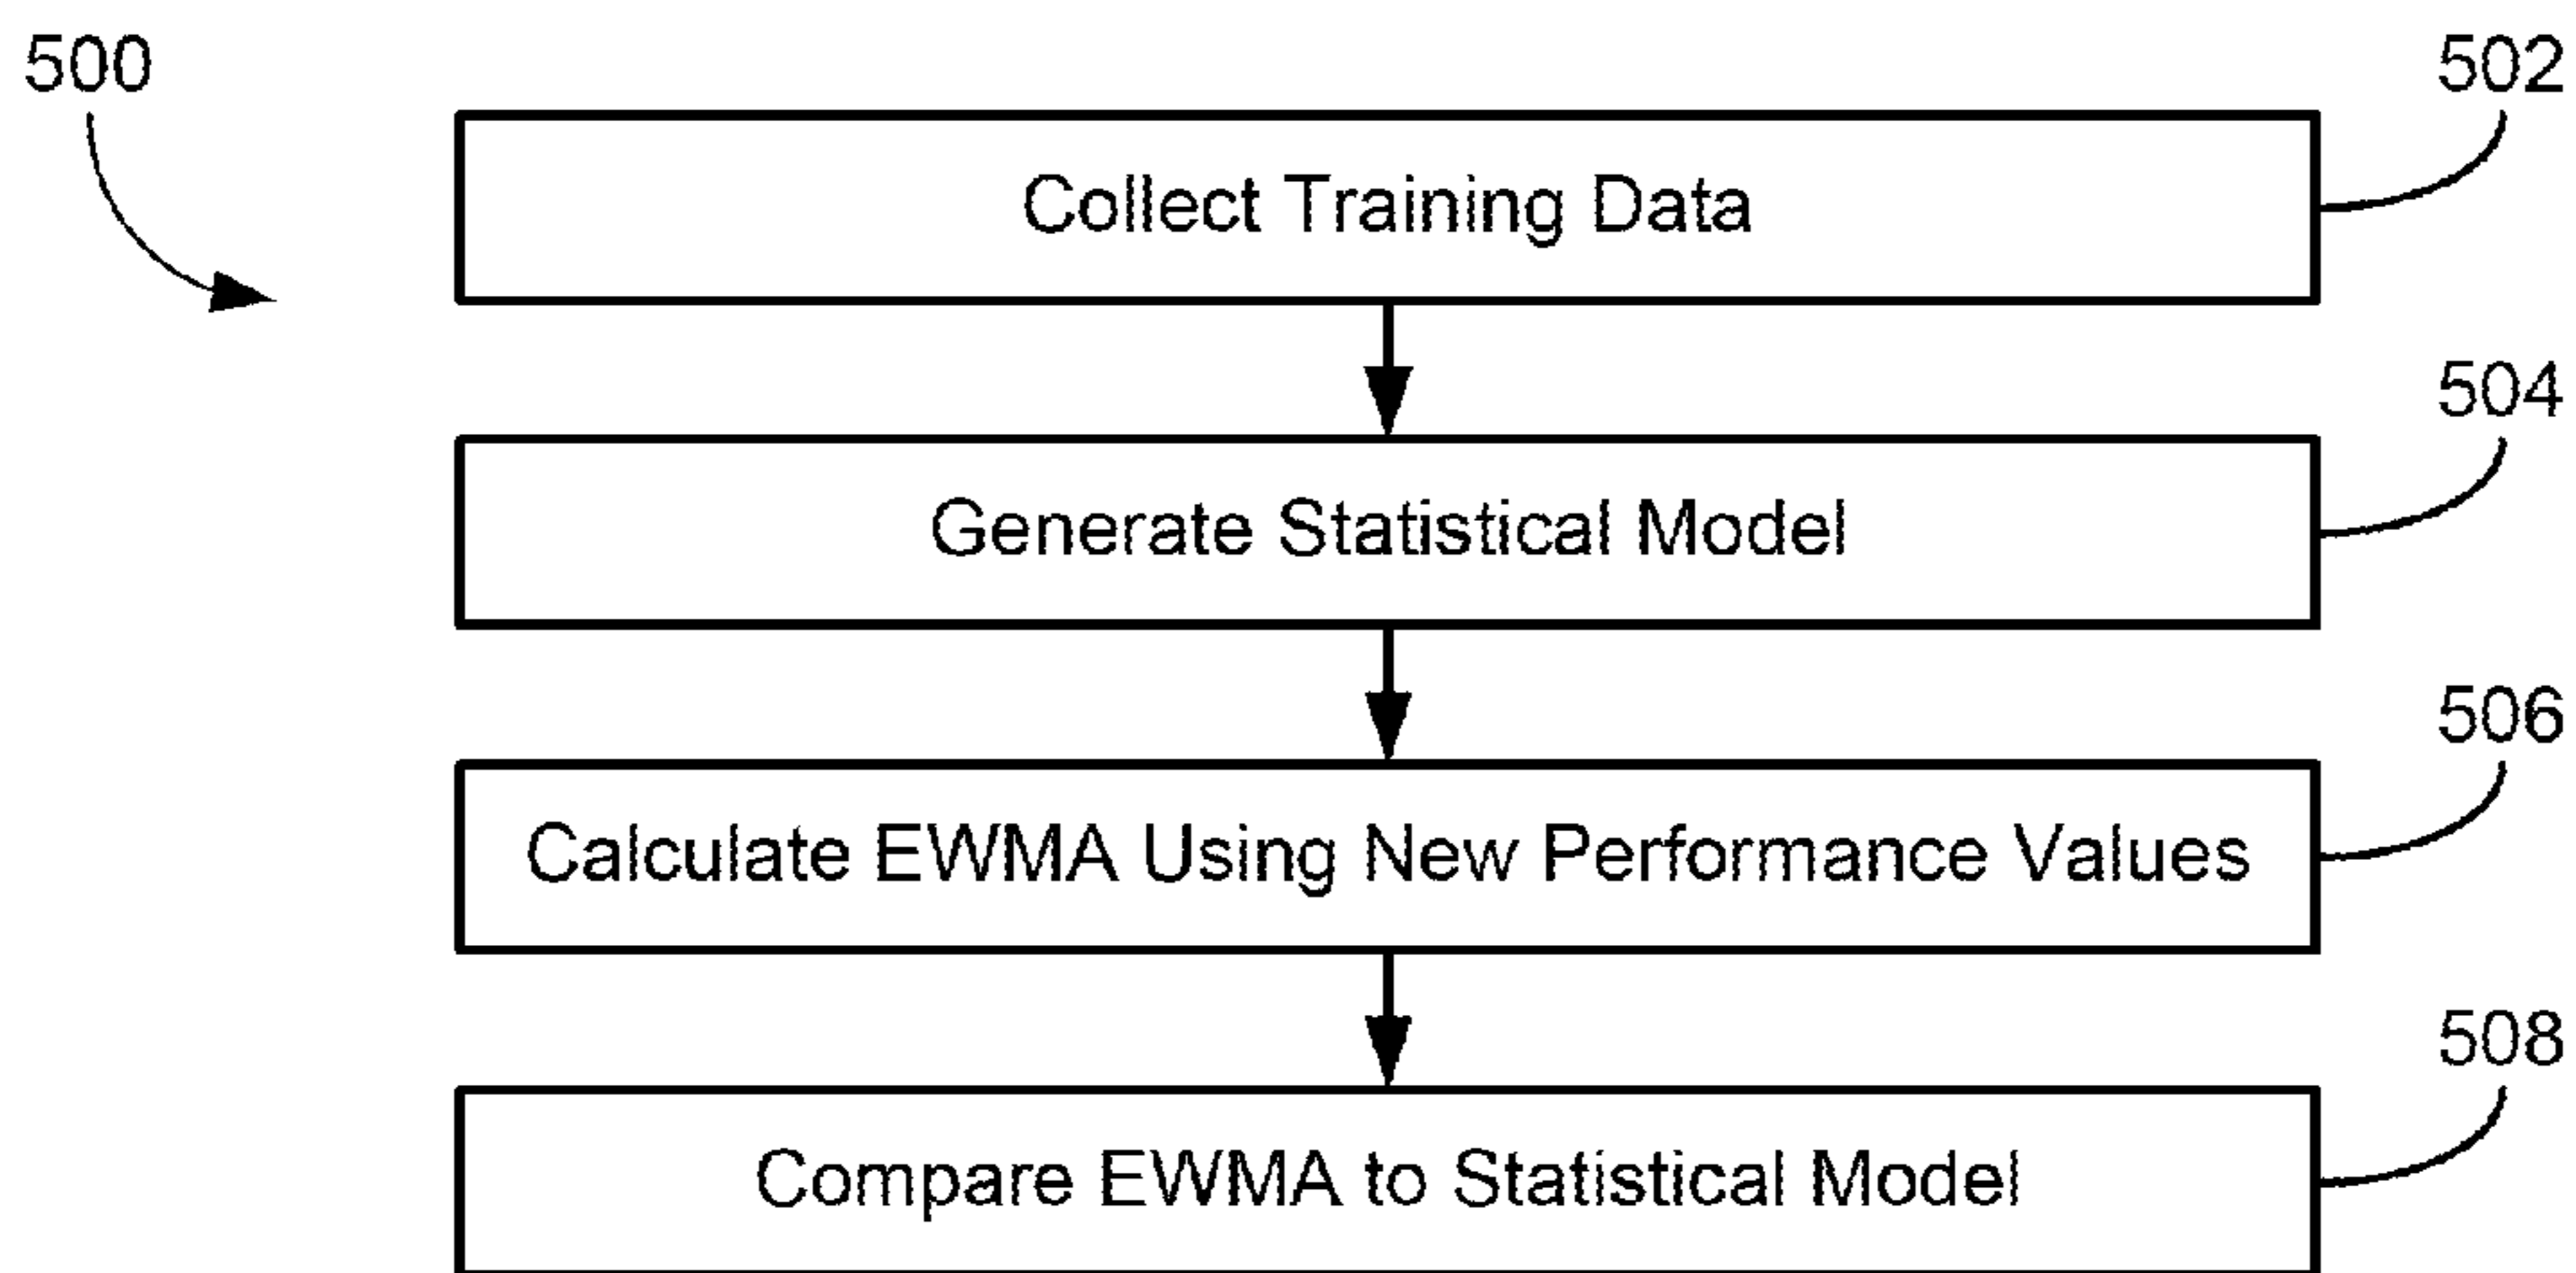 500
502
Collect Training Data
504
Generate Statistical Model
506
Calculate EWMA Using New Performance Values
508
Compare EWMA to Statistical Model